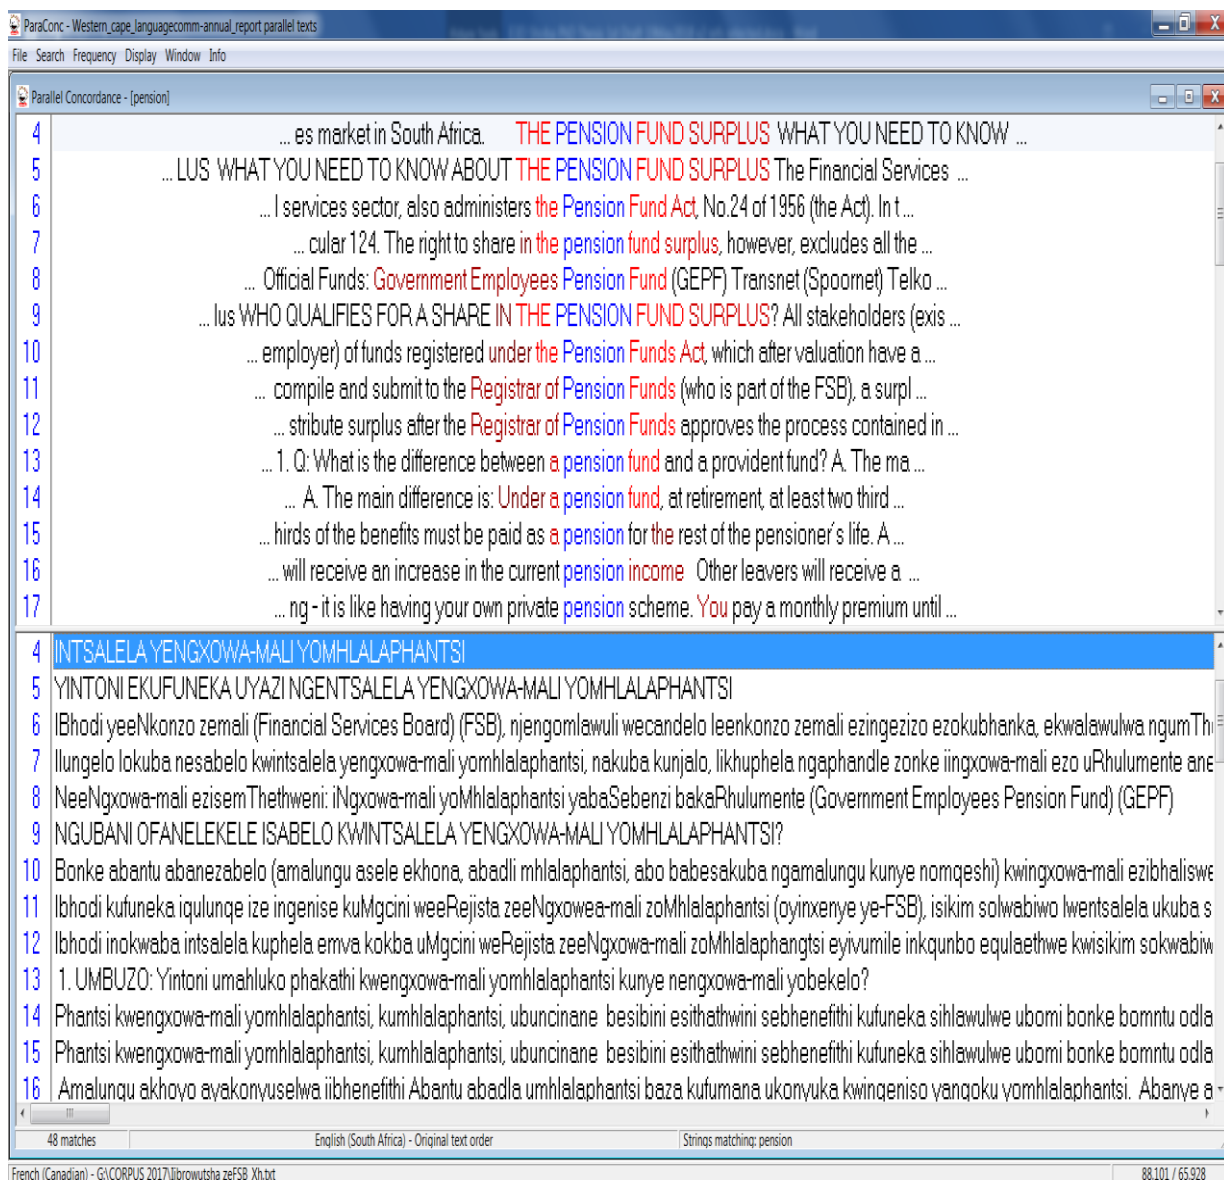 ParaConc - Western_cape_languagecomm-annual_report parallel texts
File Search Frequency Display Window Info
Parallel Concordance - [pension]
4 ... es market in South Africa. THE PENSION FUND SURPLUS WHAT YOU NEED TO KNOW ...
5 ... LUS WHAT YOU NEED TO KNOW ABOUT THE PENSION FUND SURPLUS The Financial Services ...
6 ... l services sector, also administers the Pension Fund Act, No.24 of 1956 (the Act). In t ...
7 ... cular 124. The right to share in the pension fund surplus, however, excludes all the ...
8 ... Official Funds: Government Employees Pension Fund (GEPF) Transnet (Spoornet) Telko ...
9 ... lus WHO QUALIFIES FOR A SHARE IN THE PENSION FUND SURPLUS? All stakeholders (exis ...
10 ... employer) of funds registered under the Pension Funds Act, which after valuation have a ...
11 ... compile and submit to the Registrar of Pension Funds (who is part of the FSB), a surpl ...
12 ... stribute surplus after the Registrar of Pension Funds approves the process contained in ...
13 ... 1. Q: What is the difference between a pension fund and a provident fund? A. The ma ...
14 ... A. The main difference is: Under a pension fund, at retirement, at least two third ...
15 ... hirds of the benefits must be paid as a pension for the rest of the pensioner's life. A ...
16 ... will receive an increase in the current pension income Other leavers will receive a ...
17 ... ng - it is like having your own private pension scheme. You pay a monthly premium until ...
4 INTSALELA YENGXOWA-MALI YOMHLALAPHANTSI
5 YINTONI EKUFUNEKA UYAZI NGENTSALELA YENGXOWA-MALI YOMHLALAPHANTSI
6 IBhodi yeeNkonzo zemali (Financial Services Board) (FSB), njengomlawuli wecandelo leenkonzo zemali ezingezizo ezokubhanka, ekwalawulwa ngumTh
7 Ilungelo lokuba nesabelo kwintsalela yengxowa-mali yomhlalaphantsi, nakuba kunjalo, likhuphela ngaphandle zonke iingxowa-mali ezo uRhulumente ane
8 NeeNgxowa-mali ezisemThethweni: iNgxowa-mali yoMhlalaphantsi yabaSebenzi bakaRhulumente (Government Employees Pension Fund) (GEPF)
9 NGUBANI OFANELEKELE ISABELO KWINTSALELA YENGXOWA-MALI YOMHLALAPHANTSI?
10 Bonke abantu abanezabelo (amalungu asele ekhona, abadli mhlalaphantsi, abo babesakuba ngamalungu kunye nomqeshi) kwingxowa-mali ezibhaliswe
11 Ibhodi kufuneka iqulunqe ize ingenise kuMgcini weeRejista zeeNgxowea-mali zoMhlalaphantsi (oyinxenye ye-FSB), isikim solwabiwo lwentsalela ukuba s
12 Ibhodi inokwaba intsalela kuphela emva kokba uMgcini weRejista zeeNgxowa-mali zoMhlalaphangtsi eyivumile inkqunbo equlaethwe kwisikim sokwabiw
13 1. UMBUZO: Yintoni umahluko phakathi kwengxowa-mali yomhlalaphantsi kunye nengxowa-mali yobekelo?
14 Phantsi kwengxowa-mali yomhlalaphantsi, kumhlalaphantsi, ubuncinane besibini esithathwini sebhenefithi kufuneka sihlawulwe ubomi bonke bomntu odla
15 Phantsi kwengxowa-mali yomhlalaphantsi, kumhlalaphantsi, ubuncinane besibini esithathwini sebhenefithi kufuneka sihlawulwe ubomi bonke bomntu odla
16 Amalungu akhoyo ayakonyuselwa iibhenefithi Abantu abadla umhlalaphantsi baza kufumana ukonyuka kwingeniso yangoku yomhlalaphantsi. Abanye a
48 matches English (South Africa) - Original text order Strings matching: pension
French (Canadian) - G:\CORPUS 2017\Iibrowutsha zeFSB_Xh.txt 88.101 / 65.928